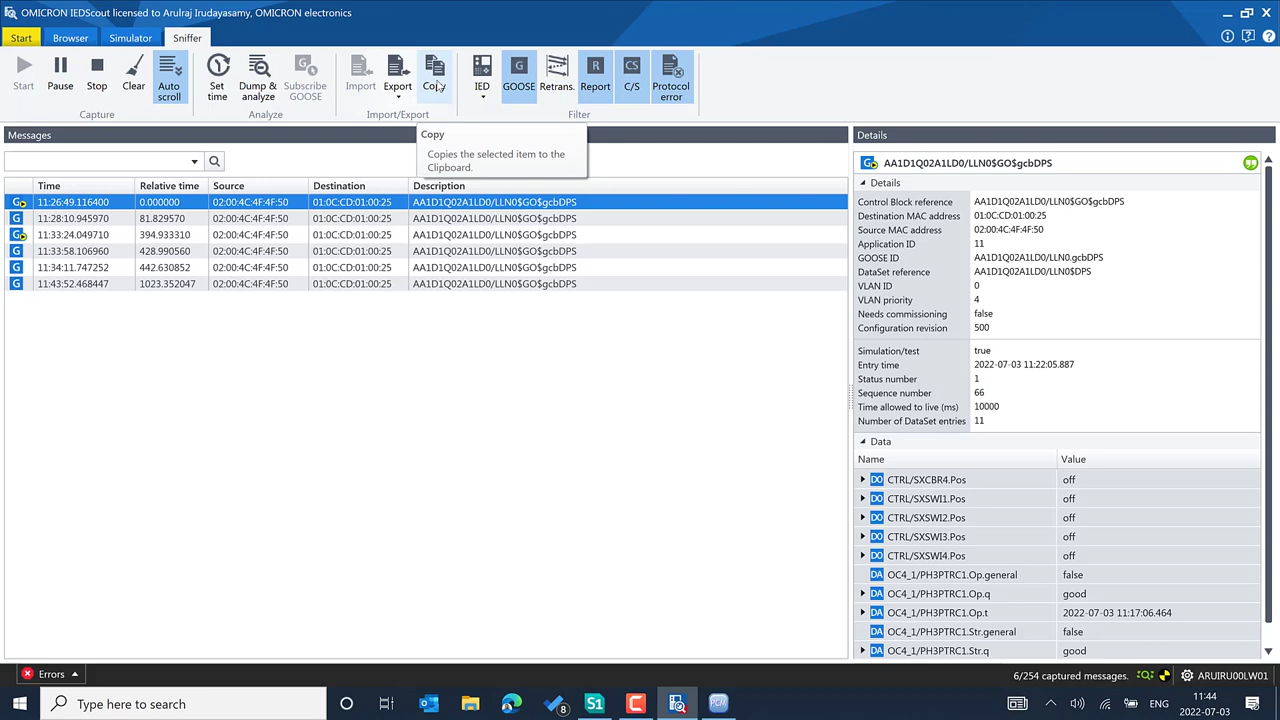 OMICRON IEDScout licensed to Arulraj Irudayasamy, OMICRON electronics
Start Browser Simulator Sniffer
Start Pause Stop Clear Auto scroll Set time Dump & analyze Subscribe GOOSE Import Export Copy IED GOOSE Retrans. Report C/S Protocol error
Capture Analyze Import/Export Filter
Messages
Copy
Copies the selected item to the
Clipboard.
Time Relative time Source Destination Description
11:26:49.116400 0.000000 02:00:4C:4F:4F:50 01:0C:CD:01:00:25 AA1D1Q02A1LD0/LLN0$GO$gcbDPS
11:28:10.945970 81.829570 02:00:4C:4F:4F:50 01:0C:CD:01:00:25 AA1D1Q02A1LD0/LLN0$GO$gcbDPS
11:33:24.049710 394.933310 02:00:4C:4F:4F:50 01:0C:CD:01:00:25 AA1D1Q02A1LD0/LLN0$GO$gcbDPS
11:33:58.106960 428.990560 02:00:4C:4F:4F:50 01:0C:CD:01:00:25 AA1D1Q02A1LD0/LLN0$GO$gcbDPS
11:34:11.747252 442.630852 02:00:4C:4F:4F:50 01:0C:CD:01:00:25 AA1D1Q02A1LD0/LLN0$GO$gcbDPS
11:43:52.468447 1023.352047 02:00:4C:4F:4F:50 01:0C:CD:01:00:25 AA1D1Q02A1LD0/LLN0$GO$gcbDPS
Details
AA1D1Q02A1LD0/LLN0$GO$gcbDPS
Details
Control Block reference AA1D1Q02A1LD0/LLN0$GO$gcbDPS
Destination MAC address 01:0C:CD:01:00:25
Source MAC address 02:00:4C:4F:4F:50
Application ID 11
GOOSE ID AA1D1Q02A1LD0/LLN0.gcbDPS
DataSet reference AA1D1Q02A1LD0/LLN0$DPS
VLAN ID 0
VLAN priority 4
Needs commissioning false
Configuration revision 500
Simulation/test true
Entry time 2022-07-03 11:22:05.887
Status number 1
Sequence number 66
Time allowed to live (ms) 10000
Number of DataSet entries 11
Data
Name Value
DO CTRL/SXCBR4.Pos off
DO CTRL/SXSWI1.Pos off
DO CTRL/SXSWI2.Pos off
DO CTRL/SXSWI3.Pos off
DO CTRL/SXSWI4.Pos off
DA OC4_1/PH3PTRC1.Op.general false
DA OC4_1/PH3PTRC1.Op.q good
DA OC4_1/PH3PTRC1.Op.t 2022-07-03 11:17:06.464
DA OC4_1/PH3PTRC1.Str.general false
DA OC4_1/PH3PTRC1.Str.q good
Errors 6/254 captured messages. ARUIRU00LW01
Type here to search 8 S1 PCM ENG 11:44
2022-07-03